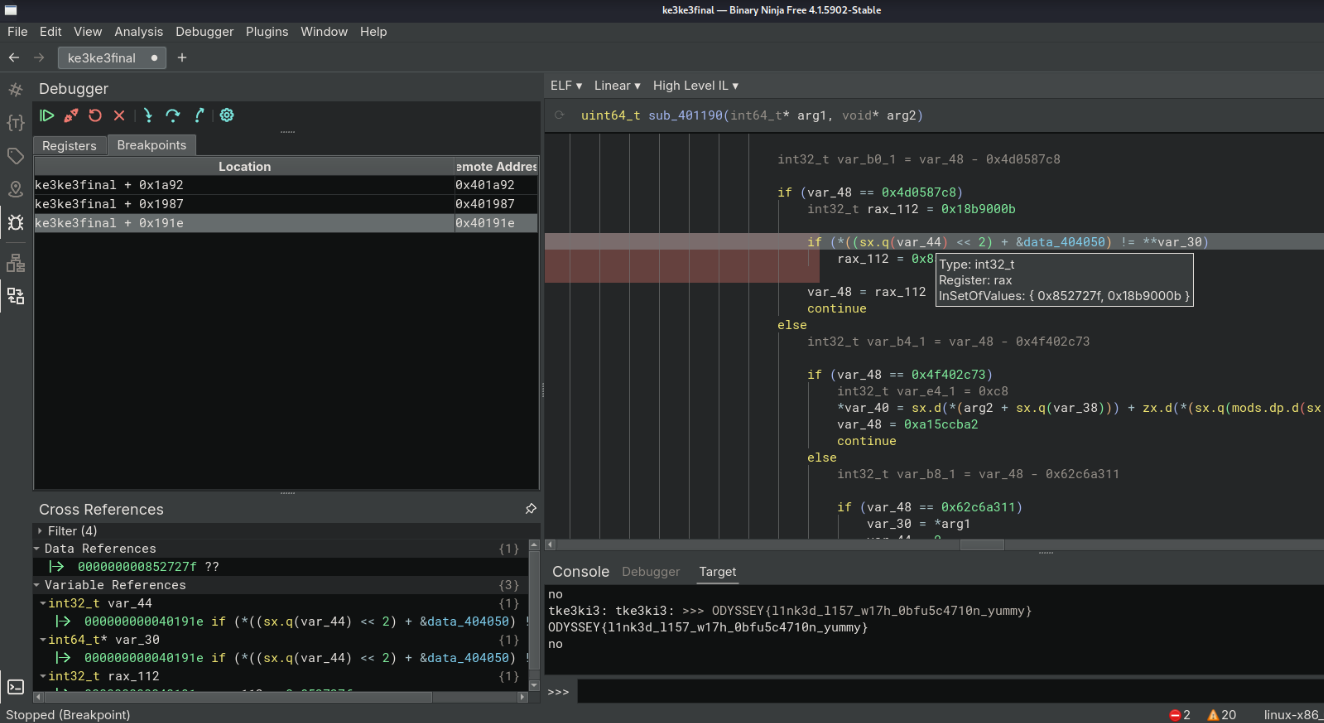 ke3ke3final — Binary Ninja Free 4.1.5902-Stable
File Edit View Analysis Debugger Plugins Window Help
ke3ke3final
Debugger
Registers Breakpoints
Location emote Addres
ke3ke3final + 0x1a92 0x401a92
ke3ke3final + 0x1987 0x401987
ke3ke3final + 0x191e 0x40191e
Cross References
Filter (4)
Data References {1}
000000000852727f ??
Variable References {3}
int32_t var_44 {1}
000000000040191e if (*((sx.q(var_44) << 2) + &data_404050) !
int64_t* var_30 {1}
000000000040191e if (*((sx.q(var_44) << 2) + &data_404050) !
int32_t rax_112 {1}
ELF ▾ Linear ▾ High Level IL ▾
uint64_t sub_401190(int64_t* arg1, void* arg2)
int32_t var_b0_1 = var_48 - 0x4d0587c8
if (var_48 == 0x4d0587c8)
int32_t rax_112 = 0x18b9000b
if (*((sx.q(var_44) << 2) + &data_404050) != **var_30)
rax_112 = 0x8
Type: int32_t
Register: rax
InSetOfValues: { 0x852727f, 0x18b9000b }
var_48 = rax_112
continue
else
int32_t var_b4_1 = var_48 - 0x4f402c73
if (var_48 == 0x4f402c73)
int32_t var_e4_1 = 0xc8
*var_40 = sx.d(*(arg2 + sx.q(var_38))) + zx.d(*(sx.q(mods.dp.d(sx
var_48 = 0xa15ccba2
continue
else
int32_t var_b8_1 = var_48 - 0x62c6a311
if (var_48 == 0x62c6a311)
var_30 = *arg1
Console Debugger Target
no
tke3ki3: tke3ki3: >>> ODYSSEY{l1nk3d_l157_w17h_0bfu5c4710n_yummy}
ODYSSEY{l1nk3d_l157_w17h_0bfu5c4710n_yummy}
no
>>>
Stopped (Breakpoint) 2 20 linux-x86_